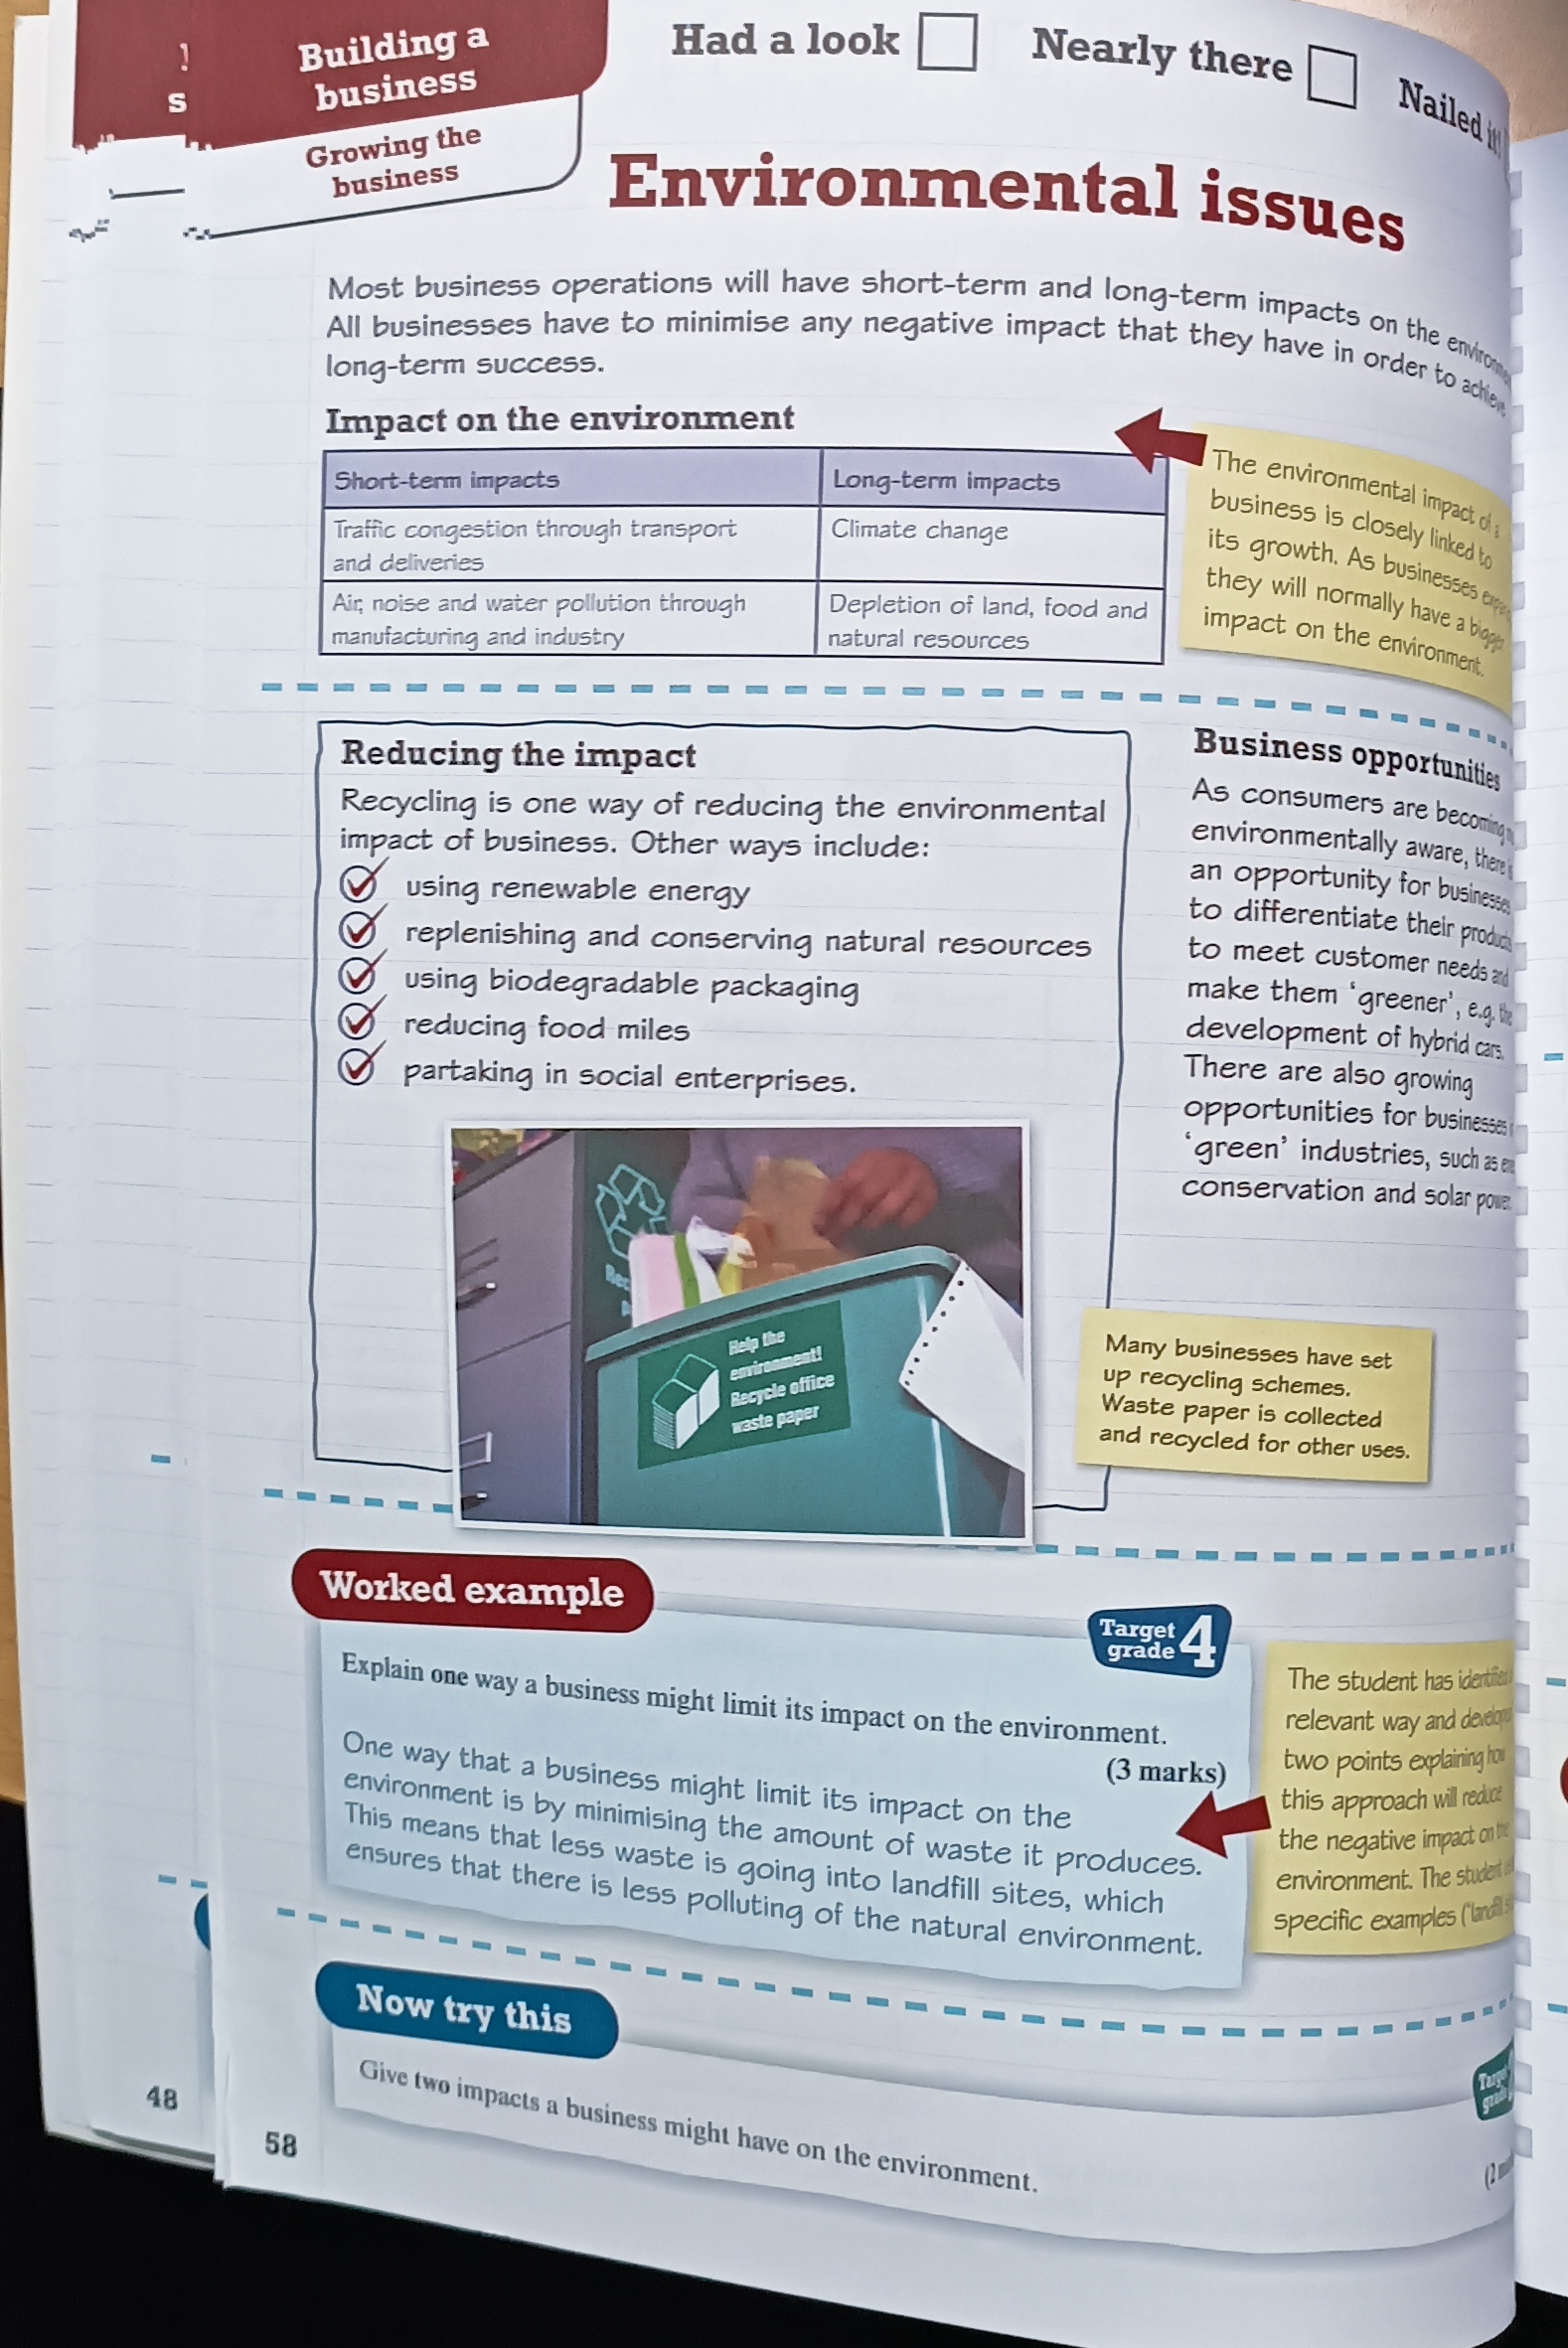 Building a
business
Growing the
business
Had a look
Nearly there
Nailed it!
Environmental issues
Most business operations will have short-term and long-term impacts on the
All businesses have to minimise any negative impact that they have in order to achieve
long-term success.
Impact on the environment
Short-term impacts
Long-term impacts
Traffic congestion through transport
and deliveries
Climate change
Air, noise and water pollution through
manufacturing and industry
Depletion of land, food and
natural resources
The environmental impact of a
business is closely linked to
its growth. As businesses
they will normally have a bigger
impact on the environment.
Reducing the impact
Recycling is one way of reducing the environmental
impact of business. Other ways include:
using renewable energy
replenishing and conserving natural resources
using biodegradable packaging
reducing food miles
partaking in social enterprises.
Business opportunities
As consumers are becoming
environmentally aware, there
an opportunity for businesses
to differentiate their products
to meet customer needs and
make them ‘greener’, e.g. the
development of hybrid cars.
There are also growing
opportunities for businesses
‘green’ industries, such as
conservation and solar power.
Help the
environment!
Recycle office
waste paper
Many businesses have set
up recycling schemes.
Waste paper is collected
and recycled for other uses.
Worked example
Target
grade 4
Explain one way a business might limit its impact on the environment.
(3 marks)
One way that a business might limit its impact on the
environment is by minimising the amount of waste it produces.
This means that less waste is going into landfill sites, which
ensures that there is less polluting of the natural environment.
The student has identified
relevant way and developed
two points explaining how
this approach will reduce
the negative impact on the
environment. The student
specific examples (‘landfill
Now try this
Target
grade
Give two impacts a business might have on the environment.
(2
48
58